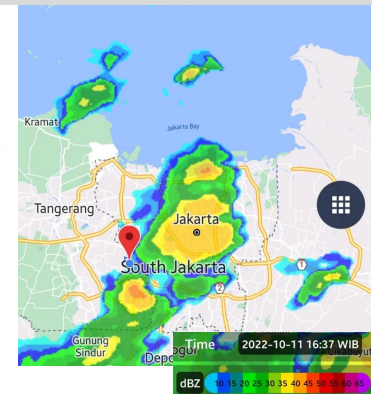 Kramat
Jakarta Bay
Tangerang
Jakarta
South Jakarta
1
2
Gunung
Sindur
Time 2022-10-11 16:37 WIB
dBZ 10 15 20 25 30 35 40 45 50 55 60 65